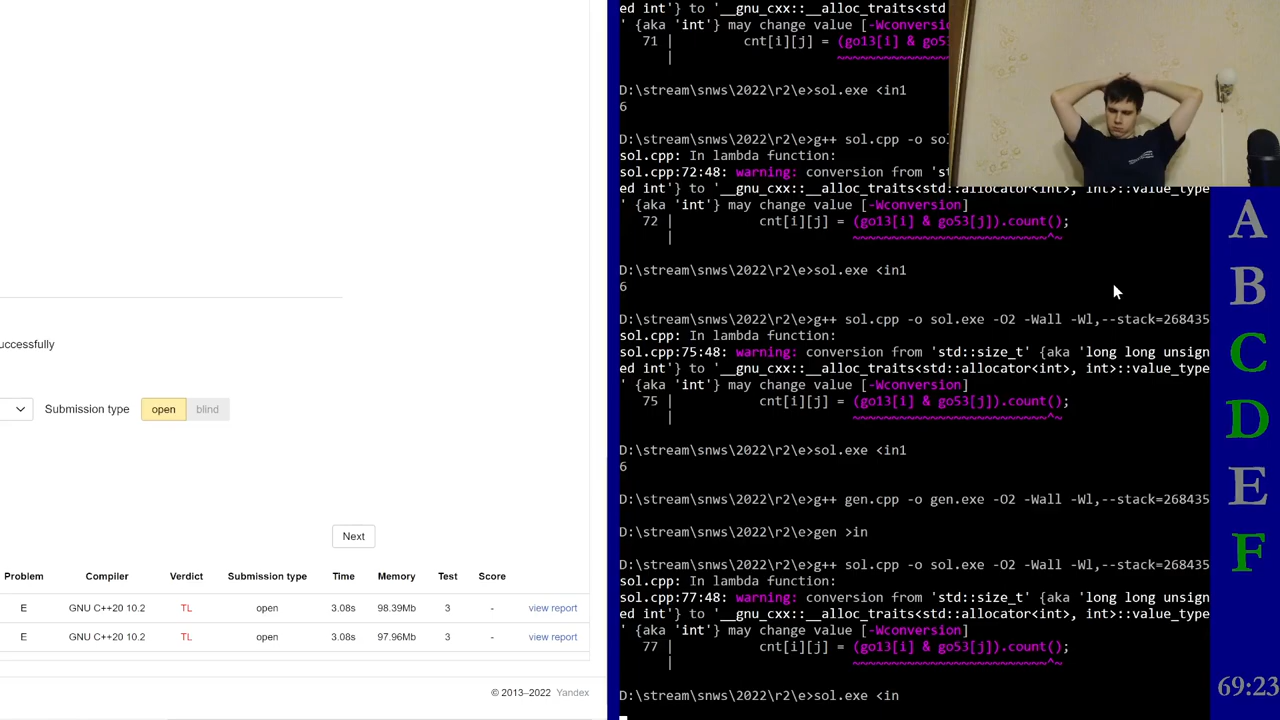 uccessfully
Submission type
open
blind
Next
Problem Compiler Verdict Submission type Time Memory Test Score
E GNU C++20 10.2 TL open 3.08s 98.39Mb 3 - view report
E GNU C++20 10.2 TL open 3.08s 97.96Mb 3 - view report
© 2013–2022 Yandex
ed int'} to '__gnu_cxx::__alloc_traits<std
' {aka 'int'} may change value [-Wconversi
71 | cnt[i][j] = (go13[i] & go5
| ~~~~~~~~~~~~~~
D:\stream\snws\2022\r2\e>sol.exe <in1
6
D:\stream\snws\2022\r2\e>g++ sol.cpp -o so
sol.cpp: In lambda function:
sol.cpp:72:48: warning: conversion from 's
ed int'} to '__gnu_cxx::__alloc_traits<std::allocator<int>, int>::value_type
' {aka 'int'} may change value [-Wconversion]
72 | cnt[i][j] = (go13[i] & go53[j]).count();
| ~~~~~~~~~~~~~~~~~~~~~~~~~^~
D:\stream\snws\2022\r2\e>sol.exe <in1
6
D:\stream\snws\2022\r2\e>g++ sol.cpp -o sol.exe -O2 -Wall -Wl,--stack=268435
sol.cpp: In lambda function:
sol.cpp:75:48: warning: conversion from 'std::size_t' {aka 'long long unsign
ed int'} to '__gnu_cxx::__alloc_traits<std::allocator<int>, int>::value_type
' {aka 'int'} may change value [-Wconversion]
75 | cnt[i][j] = (go13[i] & go53[j]).count();
| ~~~~~~~~~~~~~~~~~~~~~~~~~^~
D:\stream\snws\2022\r2\e>sol.exe <in1
6
D:\stream\snws\2022\r2\e>g++ gen.cpp -o gen.exe -O2 -Wall -Wl,--stack=268435
D:\stream\snws\2022\r2\e>gen >in
D:\stream\snws\2022\r2\e>g++ sol.cpp -o sol.exe -O2 -Wall -Wl,--stack=268435
sol.cpp: In lambda function:
sol.cpp:77:48: warning: conversion from 'std::size_t' {aka 'long long unsign
ed int'} to '__gnu_cxx::__alloc_traits<std::allocator<int>, int>::value_type
' {aka 'int'} may change value [-Wconversion]
77 | cnt[i][j] = (go13[i] & go53[j]).count();
| ~~~~~~~~~~~~~~~~~~~~~~~~~^~
D:\stream\snws\2022\r2\e>sol.exe <in
A
B
C
D
E
F
69:23